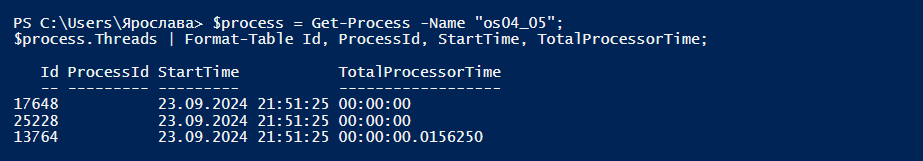 PS C:\Users\Ярослава> $process = Get-Process -Name "os04_05";
$process.Threads | Format-Table Id, ProcessId, StartTime, TotalProcessorTime;
Id ProcessId StartTime TotalProcessorTime
-- --------- --------- ------------------
17648 23.09.2024 21:51:25 00:00:00
25228 23.09.2024 21:51:25 00:00:00
13764 23.09.2024 21:51:25 00:00:00.0156250